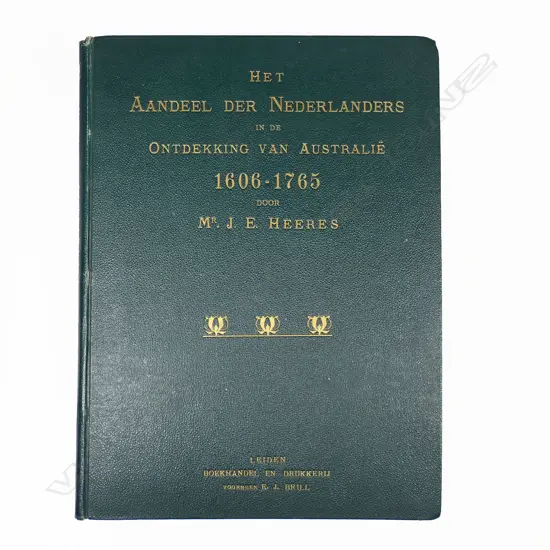 HET
AANDEEL DER NEDERLANDERS
IN DE
ONTDEKKING VAN AUSTRALIË
1606-1765
DOOR
MR. J. E. HEERES
LEIDEN
BOEKHANDEL EN DRUKKERIJ
VOORHEEN E. J. BRILL